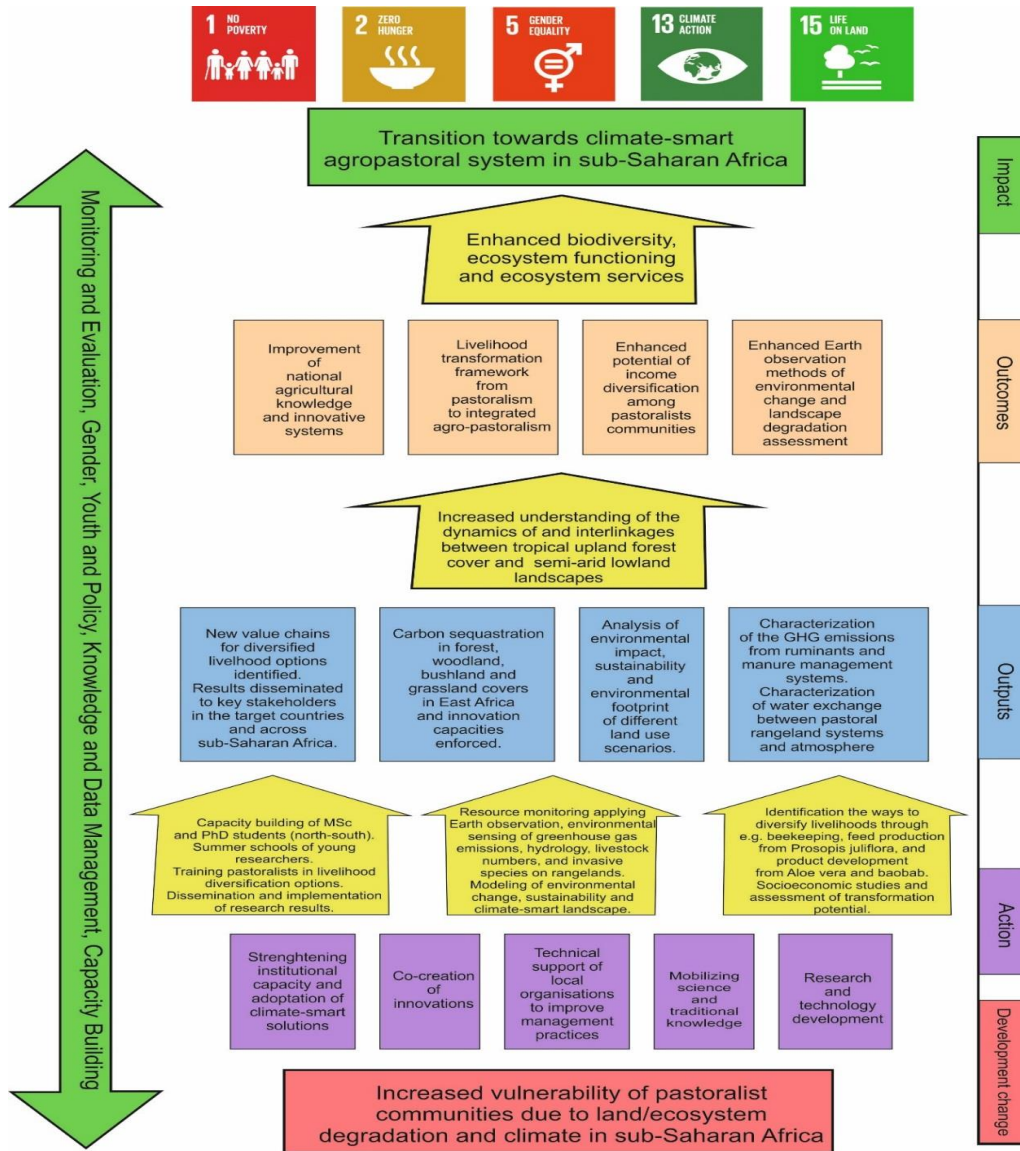 1 NO
POVERTY
2 ZERO
HUNGER
5 GENDER
EQUALITY
13 CLIMATE
ACTION
15 LIFE
ON LAND
Transition towards climate-smart
agropastoral system in sub-Saharan Africa
Enhanced biodiversity,
ecosystem functioning
and ecosystem services
Improvement
of
national
agricultural
knowledge
and innovative
systems
Livelihood
transformation
framework
from
pastoralism
to integrated
agro-pastoralism
Enhanced
potential of
income
diversification
among
pastoralists
communities
Enhanced Earth
observation
methods of
environmental
change and
landscape
degradation
assessment
Increased understanding of the
dynamics of and interlinkages
between tropical upland forest
cover and semi-arid lowland
landscapes
New value chains
for diversified
livelhood options
identified.
Results disseminated
to key stakeholders
in the target countries
and across
sub-Saharan Africa.
Carbon sequastration
in forest,
woodland,
bushland and
grassland covers
in East Africa
and innovation
capacities
enforced.
Analysis of
environmental
impact,
sustainability
and
environmental
footprint
of different
land use
scenarios.
Characterization
of the GHG emissions
from ruminants and
manure management
systems.
Characterization
of water exchange
between pastoral
rangeland systems
and atmosphere
Capacity building of MSc
and PhD students (north-south).
Summer schools of young
researchers.
Training pastoralists in livelihood
diversification options.
Dissemination and implementation
of research results.
Resource monitoring applying
Earth observation, environmental
sensing of greenhouse gas
emissions, hydrology, livestock
numbers, and invasive
species on rangelands.
Modeling of environmental
change, sustainability and
climate-smart landscape.
Identification the ways to
diversify livelihoods through
e.g. beekeeping, feed production
from Prosopis juliflora, and
product development
from Aloe vera and baobab.
Socioeconomic studies and
assessment of transformation
potential.
Strenghtening
institutional
capacity and
adoptation of
climate-smart
solutions
Co-creation
of
innovations
Technical
support of
local
organisations
to improve
management
practices
Mobilizing
science
and
traditional
knowledge
Research
and
technology
development
Increased vulnerability of pastoralist
communities due to land/ecosystem
degradation and climate in sub-Saharan Africa
Monitoring and Evaluation, Gender, Youth and Policy, Knowledge and Data Management, Capacity Building
Impact
Outcomes
Outputs
Action
Development change